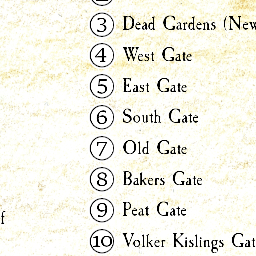 ③ Dead Gardens (New
④ West Gate
⑤ East Gate
⑥ South Gate
⑦ Old Gate
⑧ Bakers Gate
⑨ Peat Gate
f
⑩ Volker Kislings Gat